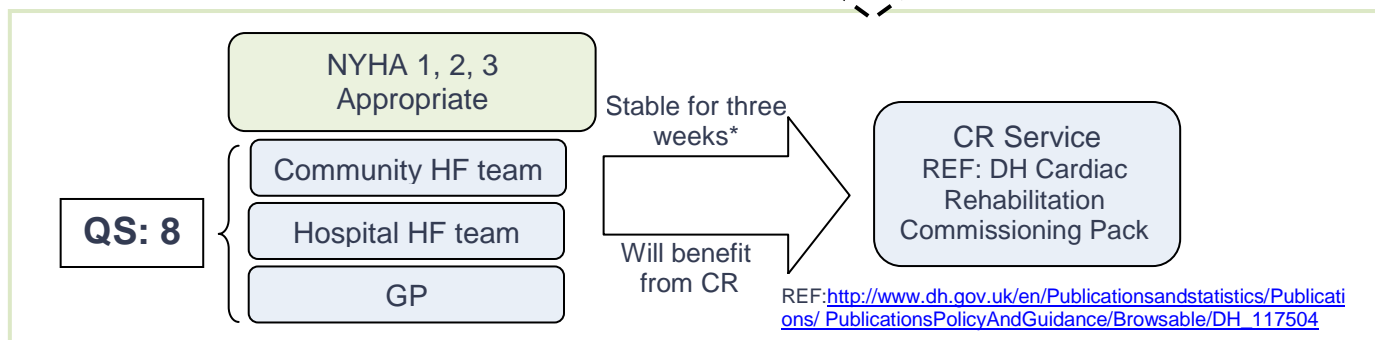 NYHA 1, 2, 3
Appropriate
Community HF team
QS: 8
Hospital HF team
GP
Stable for three
weeks*
Will benefit
from CR
CR Service
REF: DH Cardiac
Rehabilitation
Commissioning Pack
REF:http://www.dh.gov.uk/en/Publicationsandstatistics/Publicati
ons/ PublicationsPolicyAndGuidance/Browsable/DH_117504